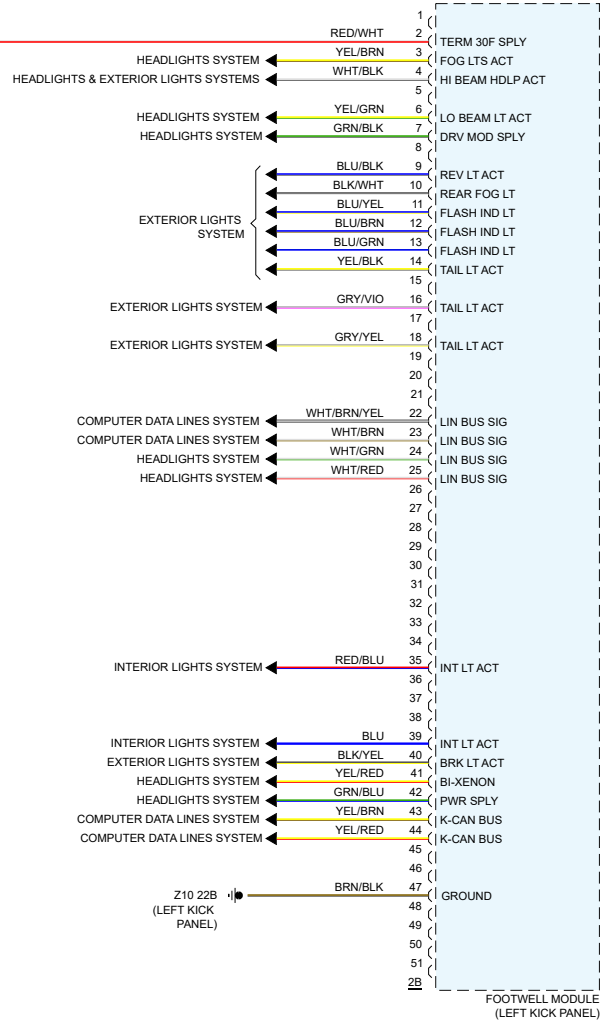 1
RED/WHT 2 TERM 30F SPLY
HEADLIGHTS SYSTEM YEL/BRN 3 FOG LTS ACT
HEADLIGHTS & EXTERIOR LIGHTS SYSTEMS WHT/BLK 4 HI BEAM HDLP ACT
5
HEADLIGHTS SYSTEM YEL/GRN 6 LO BEAM LT ACT
HEADLIGHTS SYSTEM GRN/BLK 7 DRV MOD SPLY
8
BLU/BLK 9 REV LT ACT
BLK/WHT 10 REAR FOG LT
BLU/YEL 11 FLASH IND LT
EXTERIOR LIGHTS
SYSTEM
BLU/BRN 12 FLASH IND LT
BLU/GRN 13 FLASH IND LT
YEL/BLK 14 TAIL LT ACT
15
EXTERIOR LIGHTS SYSTEM GRY/VIO 16 TAIL LT ACT
17
EXTERIOR LIGHTS SYSTEM GRY/YEL 18 TAIL LT ACT
19
20
21
COMPUTER DATA LINES SYSTEM WHT/BRN/YEL 22 LIN BUS SIG
COMPUTER DATA LINES SYSTEM WHT/BRN 23 LIN BUS SIG
HEADLIGHTS SYSTEM WHT/GRN 24 LIN BUS SIG
HEADLIGHTS SYSTEM WHT/RED 25 LIN BUS SIG
26
27
28
29
30
31
32
33
34
INTERIOR LIGHTS SYSTEM RED/BLU 35 INT LT ACT
36
37
38
INTERIOR LIGHTS SYSTEM BLU 39 INT LT ACT
EXTERIOR LIGHTS SYSTEM BLK/YEL 40 BRK LT ACT
HEADLIGHTS SYSTEM YEL/RED 41 BI-XENON
HEADLIGHTS SYSTEM GRN/BLU 42 PWR SPLY
COMPUTER DATA LINES SYSTEM YEL/BRN 43 K-CAN BUS
COMPUTER DATA LINES SYSTEM YEL/RED 44 K-CAN BUS
45
46
Z10 22B BRN/BLK 47 GROUND
(LEFT KICK
PANEL)
48
49
50
51
2B
FOOTWELL MODULE
(LEFT KICK PANEL)